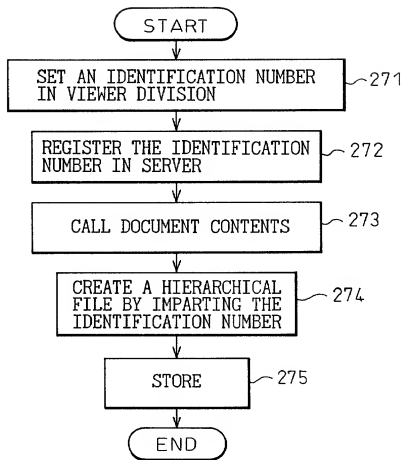 START
SET AN IDENTIFICATION NUMBER
IN VIEWER DIVISION
271
REGISTER THE IDENTIFICATION
NUMBER IN SERVER
272
CALL DOCUMENT CONTENTS
273
CREATE A HIERARCHICAL
FILE BY IMPARTING THE
IDENTIFICATION NUMBER
274
STORE
275
END